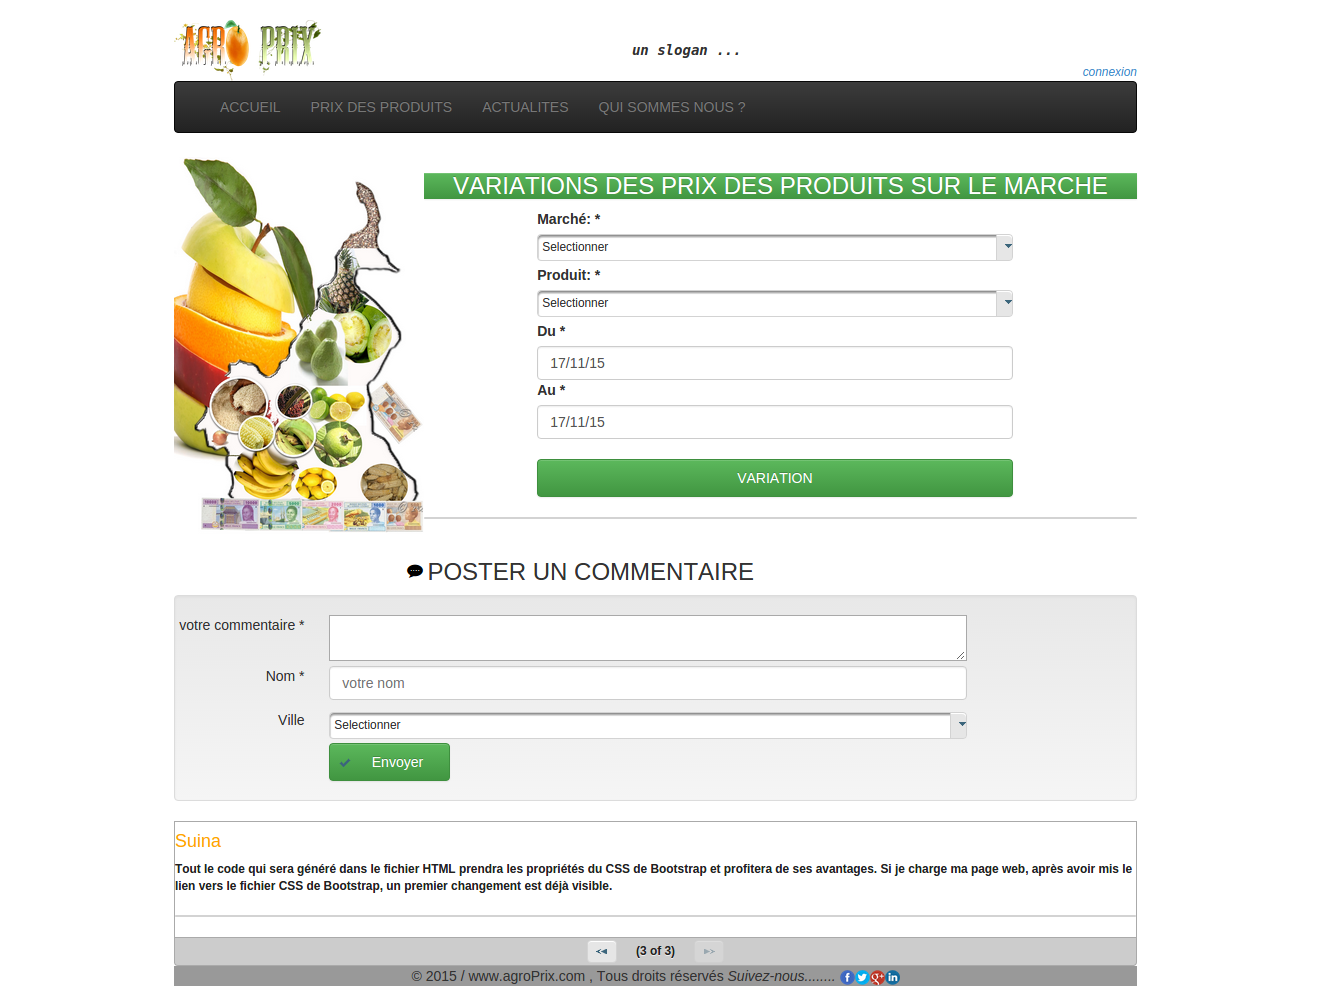 AGRO PRIX
un slogan ...
connexion
ACCUEIL PRIX DES PRODUITS ACTUALITES QUI SOMMES NOUS ?
VARIATIONS DES PRIX DES PRODUITS SUR LE MARCHE
Marché: *
Selectionner
Produit: *
Selectionner
Du *
17/11/15
Au *
17/11/15
VARIATION
POSTER UN COMMENTAIRE
votre commentaire *
Nom * votre nom
Ville Selectionner
Envoyer
Suina
Tout le code qui sera généré dans le fichier HTML prendra les propriétés du CSS de Bootstrap et profitera de ses avantages. Si je charge ma page web, après avoir mis le
lien vers le fichier CSS de Bootstrap, un premier changement est déjà visible.
(3 of 3)
© 2015 / www.agroPrix.com , Tous droits réservés Suivez-nous........